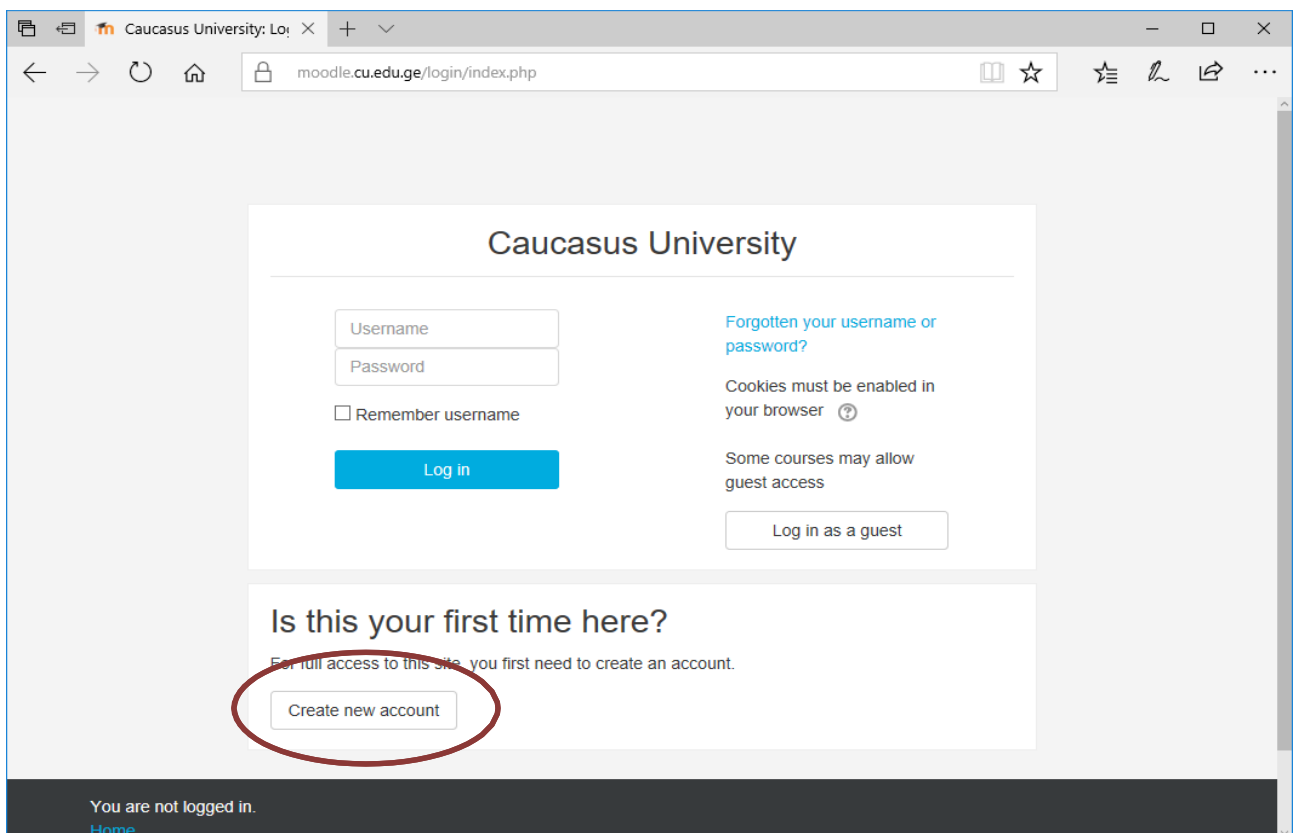 Caucasus University: Log
moodle.cu.edu.ge/login/index.php
Caucasus University
Username
Password
Remember username
Log in
Forgotten your username or
password?
Cookies must be enabled in
your browser
Some courses may allow
guest access
Log in as a guest
Is this your first time here?
For full access to this site, you first need to create an account.
Create new account
You are not logged in.
Home